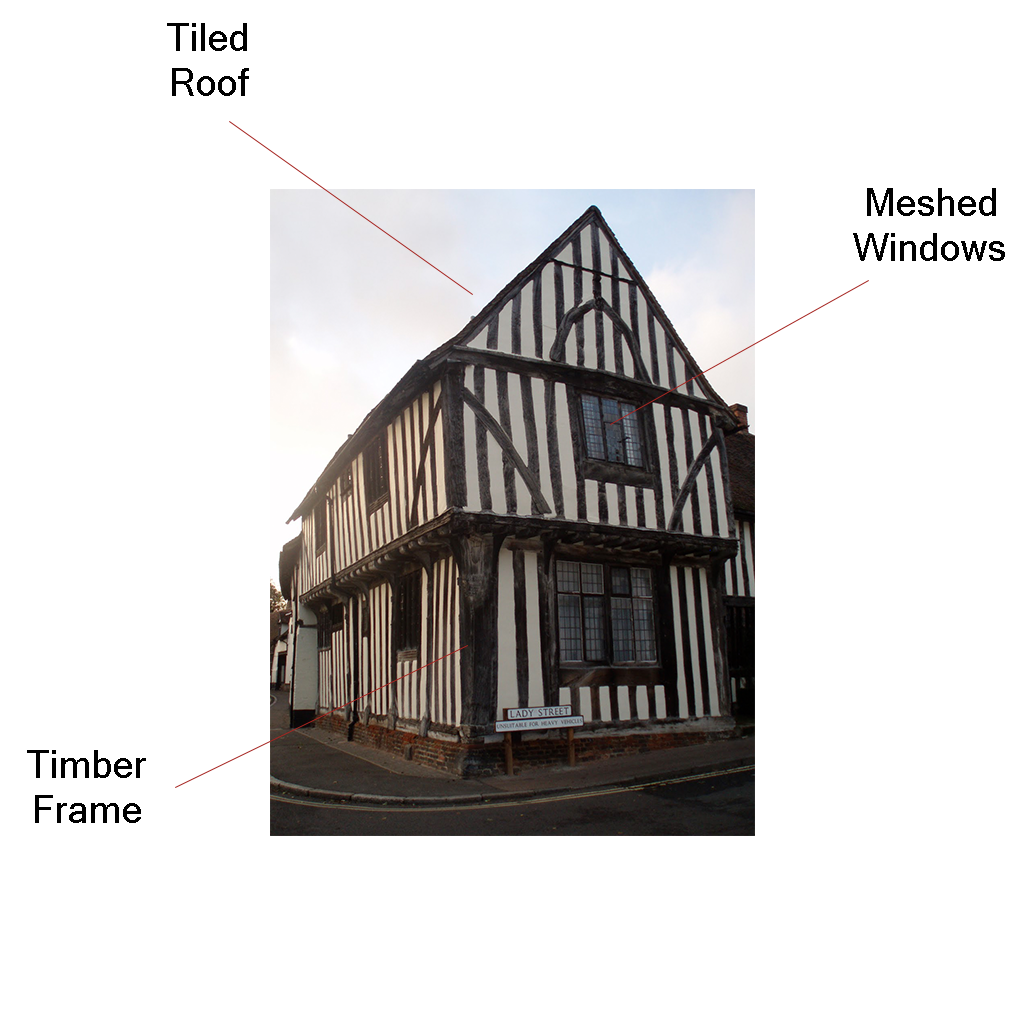 Tiled
Roof
Meshed
Windows
Timber
Frame
LADY STREET
UNSUITABLE FOR HEAVY VEHICLES